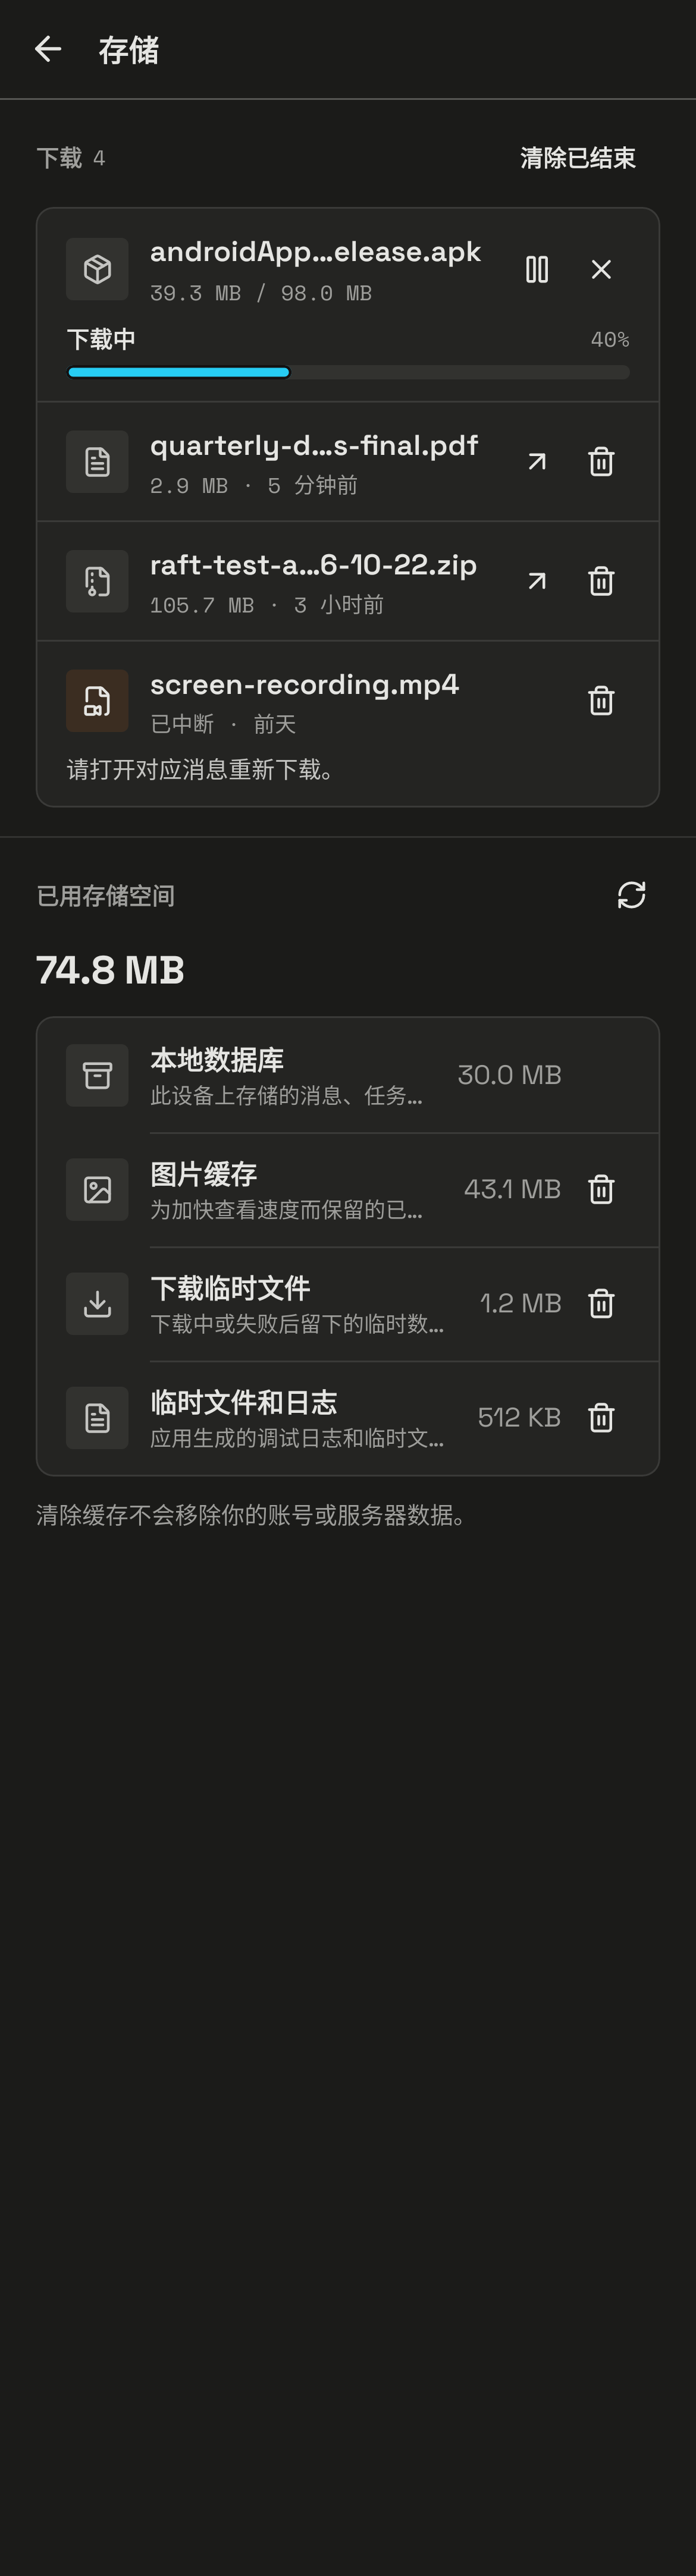 存储
下载 4
清除已结束
androidApp...elease.apk
39.3 MB / 98.0 MB
下载中
40%
quarterly-d...s-final.pdf
2.9 MB · 5 分钟前
raft-test-a...6-10-22.zip
105.7 MB · 3 小时前
screen-recording.mp4
已中断 · 前天
请打开对应消息重新下载。
已用存储空间
74.8 MB
本地数据库
30.0 MB
此设备上存储的消息、任务...
图片缓存
43.1 MB
为加快查看速度而保留的已...
下载临时文件
1.2 MB
下载中或失败后留下的临时数...
临时文件和日志
512 KB
应用生成的调试日志和临时文...
清除缓存不会移除你的账号或服务器数据。